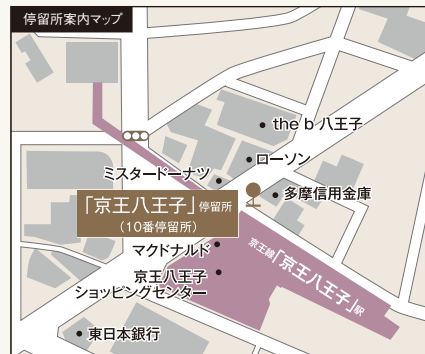 停留所案内マップ
the b 八王子
ローソン
ミスタードーナツ
多摩信用金庫
「京王八王子」停留所
(10番停留所)
マクドナルド
京王線「京王八王子」駅
京王八王子
ショッピングセンター
東日本銀行